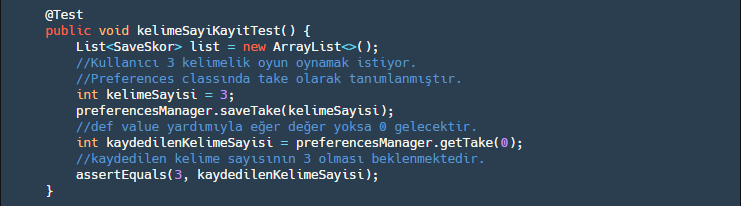 @Test
public void kelimeSayiKayitTest() {
List<SaveSkor> list = new ArrayList<>();
//Kullanıcı 3 kelimelik oyun oynamak istiyor.
//Preferences classında take olarak tanımlanmıştır.
int kelimeSayisi = 3;
preferencesManager.saveTake(kelimeSayisi);
//def value yardımıyla eğer değer yoksa 0 gelecektir.
int kaydedilenKelimeSayisi = preferencesManager.getTake(0);
//kaydedilen kelime sayısının 3 olması beklenmektedir.
assertEquals(3, kaydedilenKelimeSayisi);
}